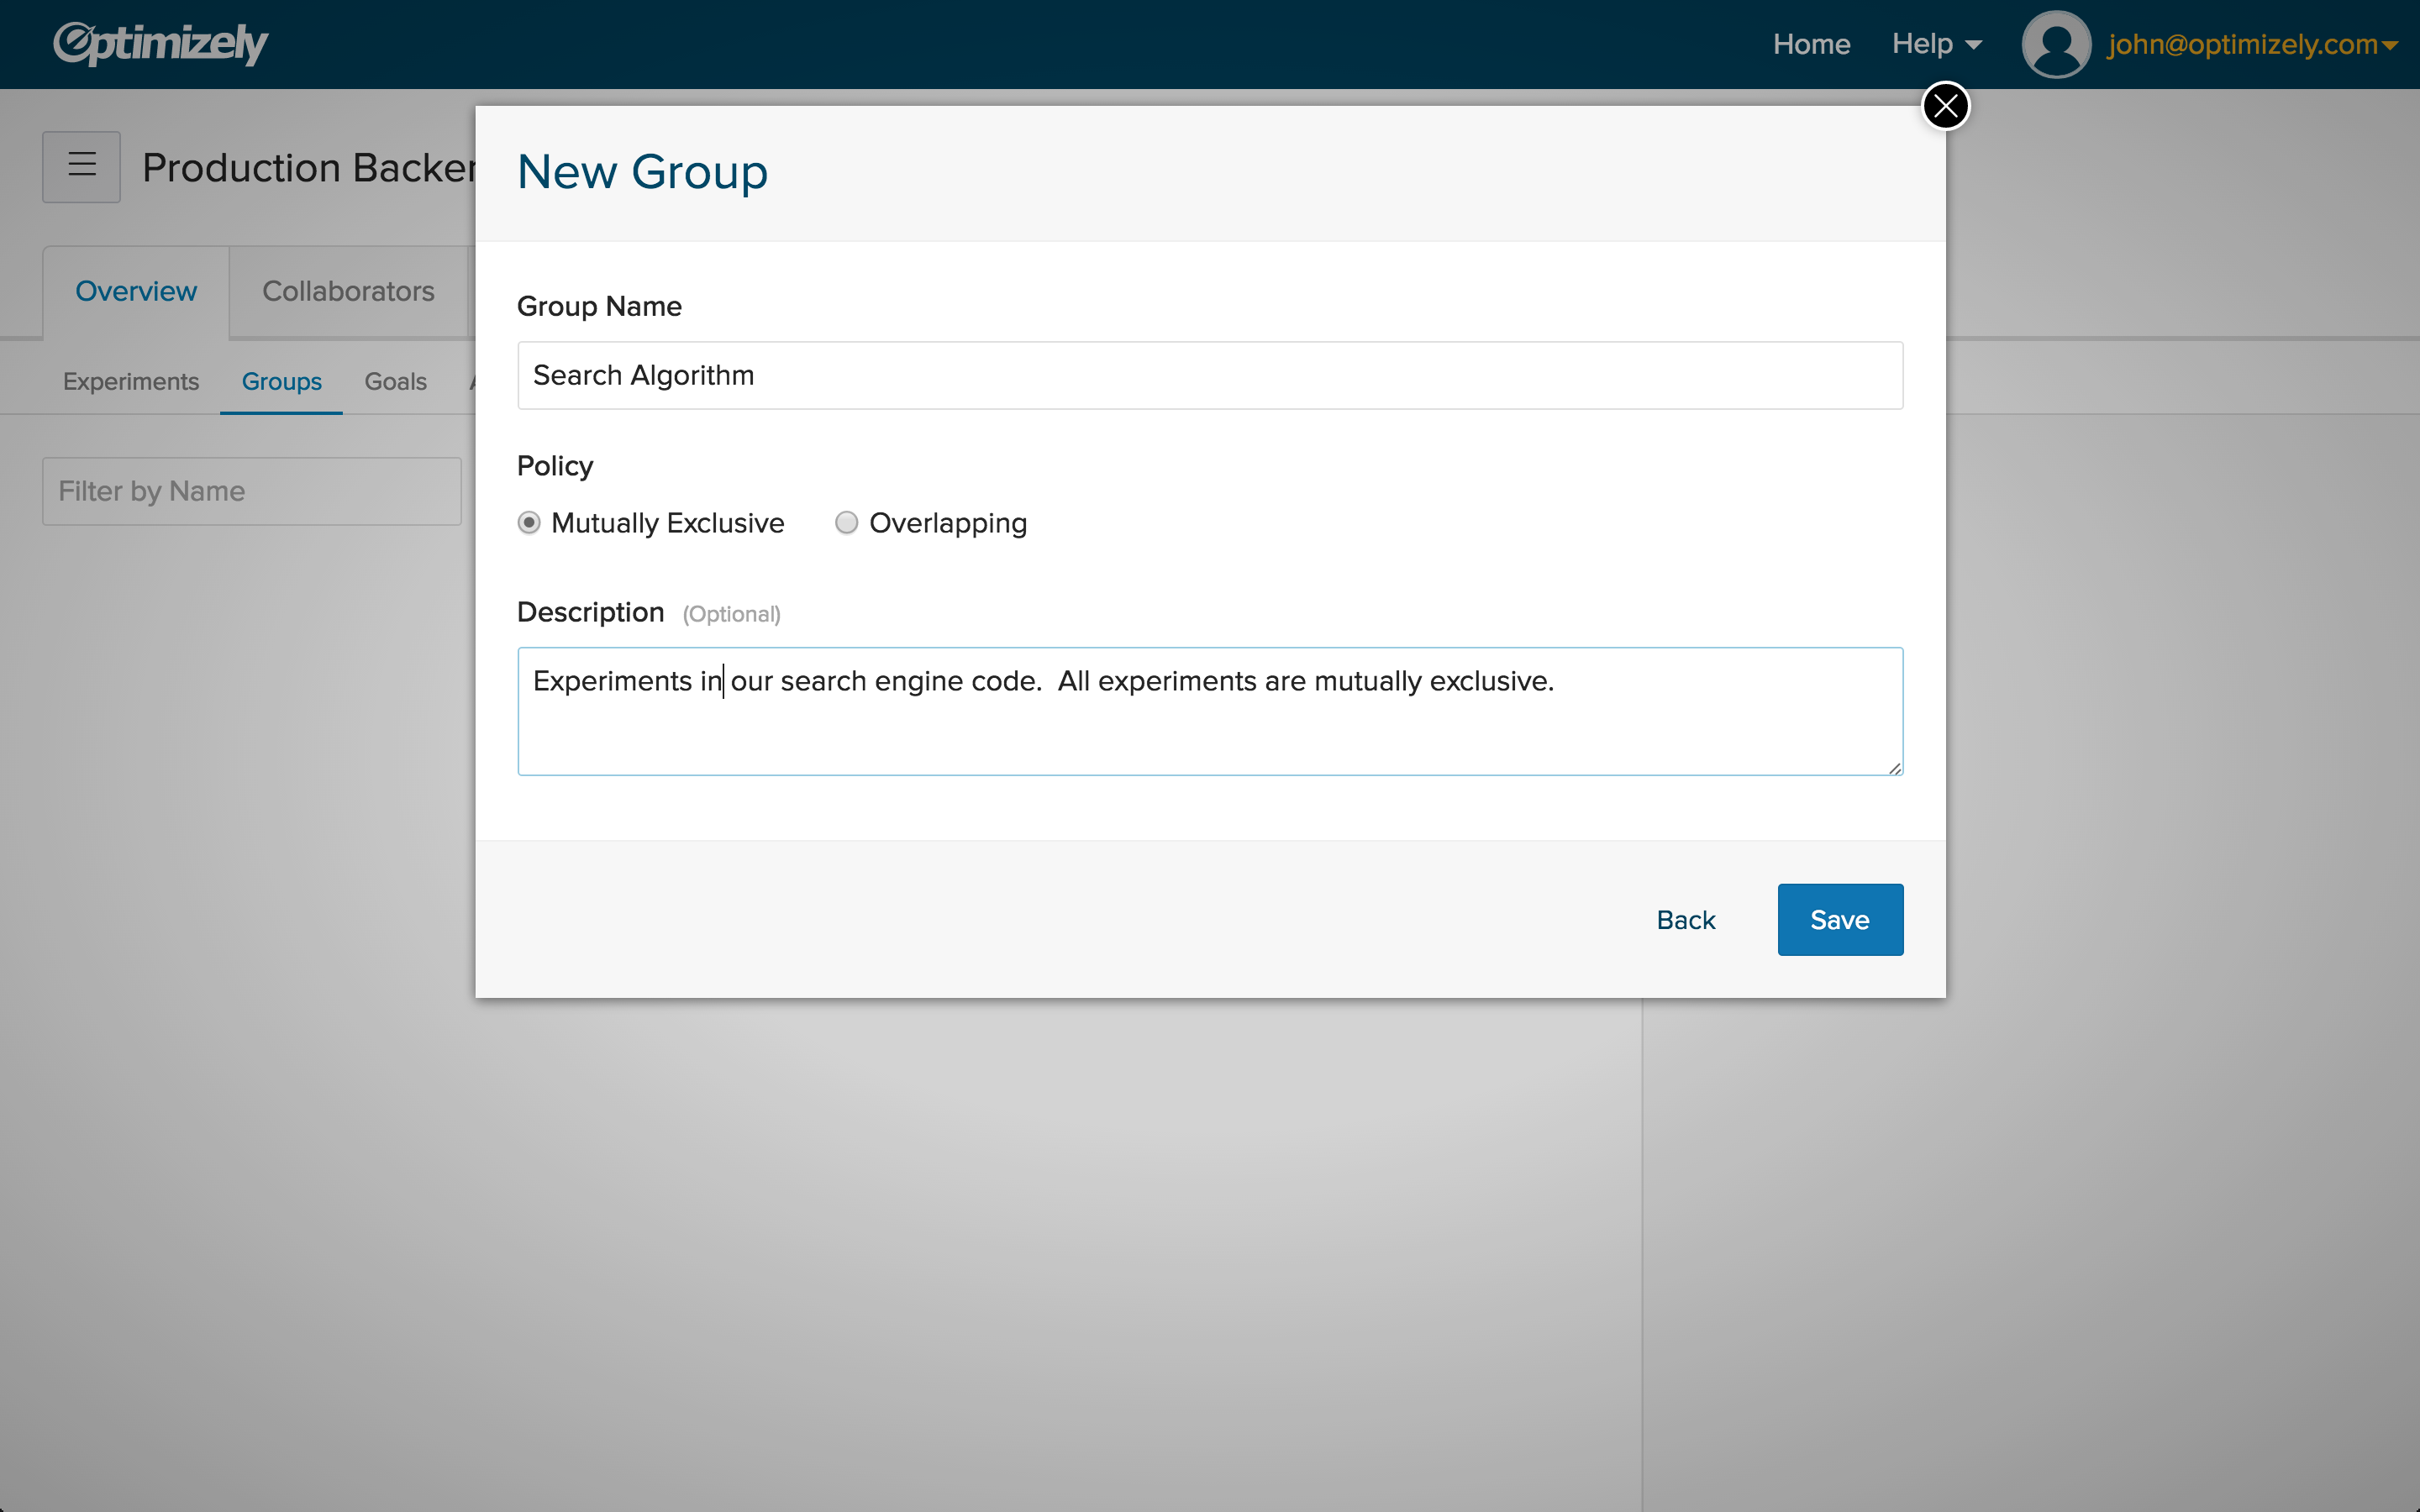 Optimizely
Home Help john@optimizely.com
Production
New Group
Overview Collaborators
Group Name
Search Algorithm
Experiments Groups Goals
Policy
Filter by Name
Mutually Exclusive Overlapping
Description (Optional)
Experiments in our search engine code.  All experiments are mutually exclusive.
Back Save